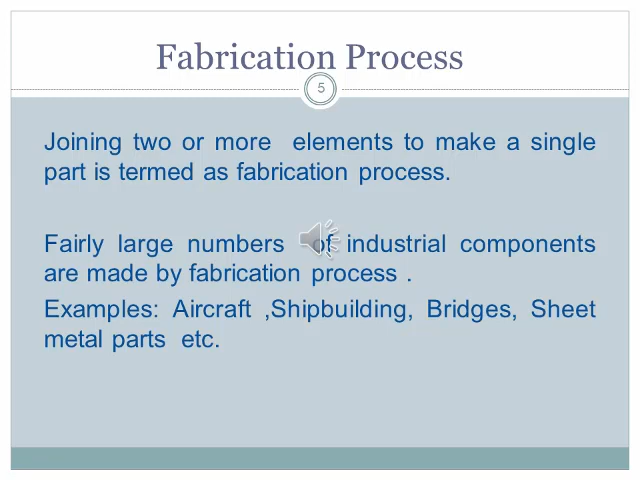 Fabrication Process
5
Joining two or more elements to make a single
part is termed as fabrication process.
Fairly large numbers of industrial components
are made by fabrication process .
Examples: Aircraft ,Shipbuilding, Bridges, Sheet
metal parts etc.